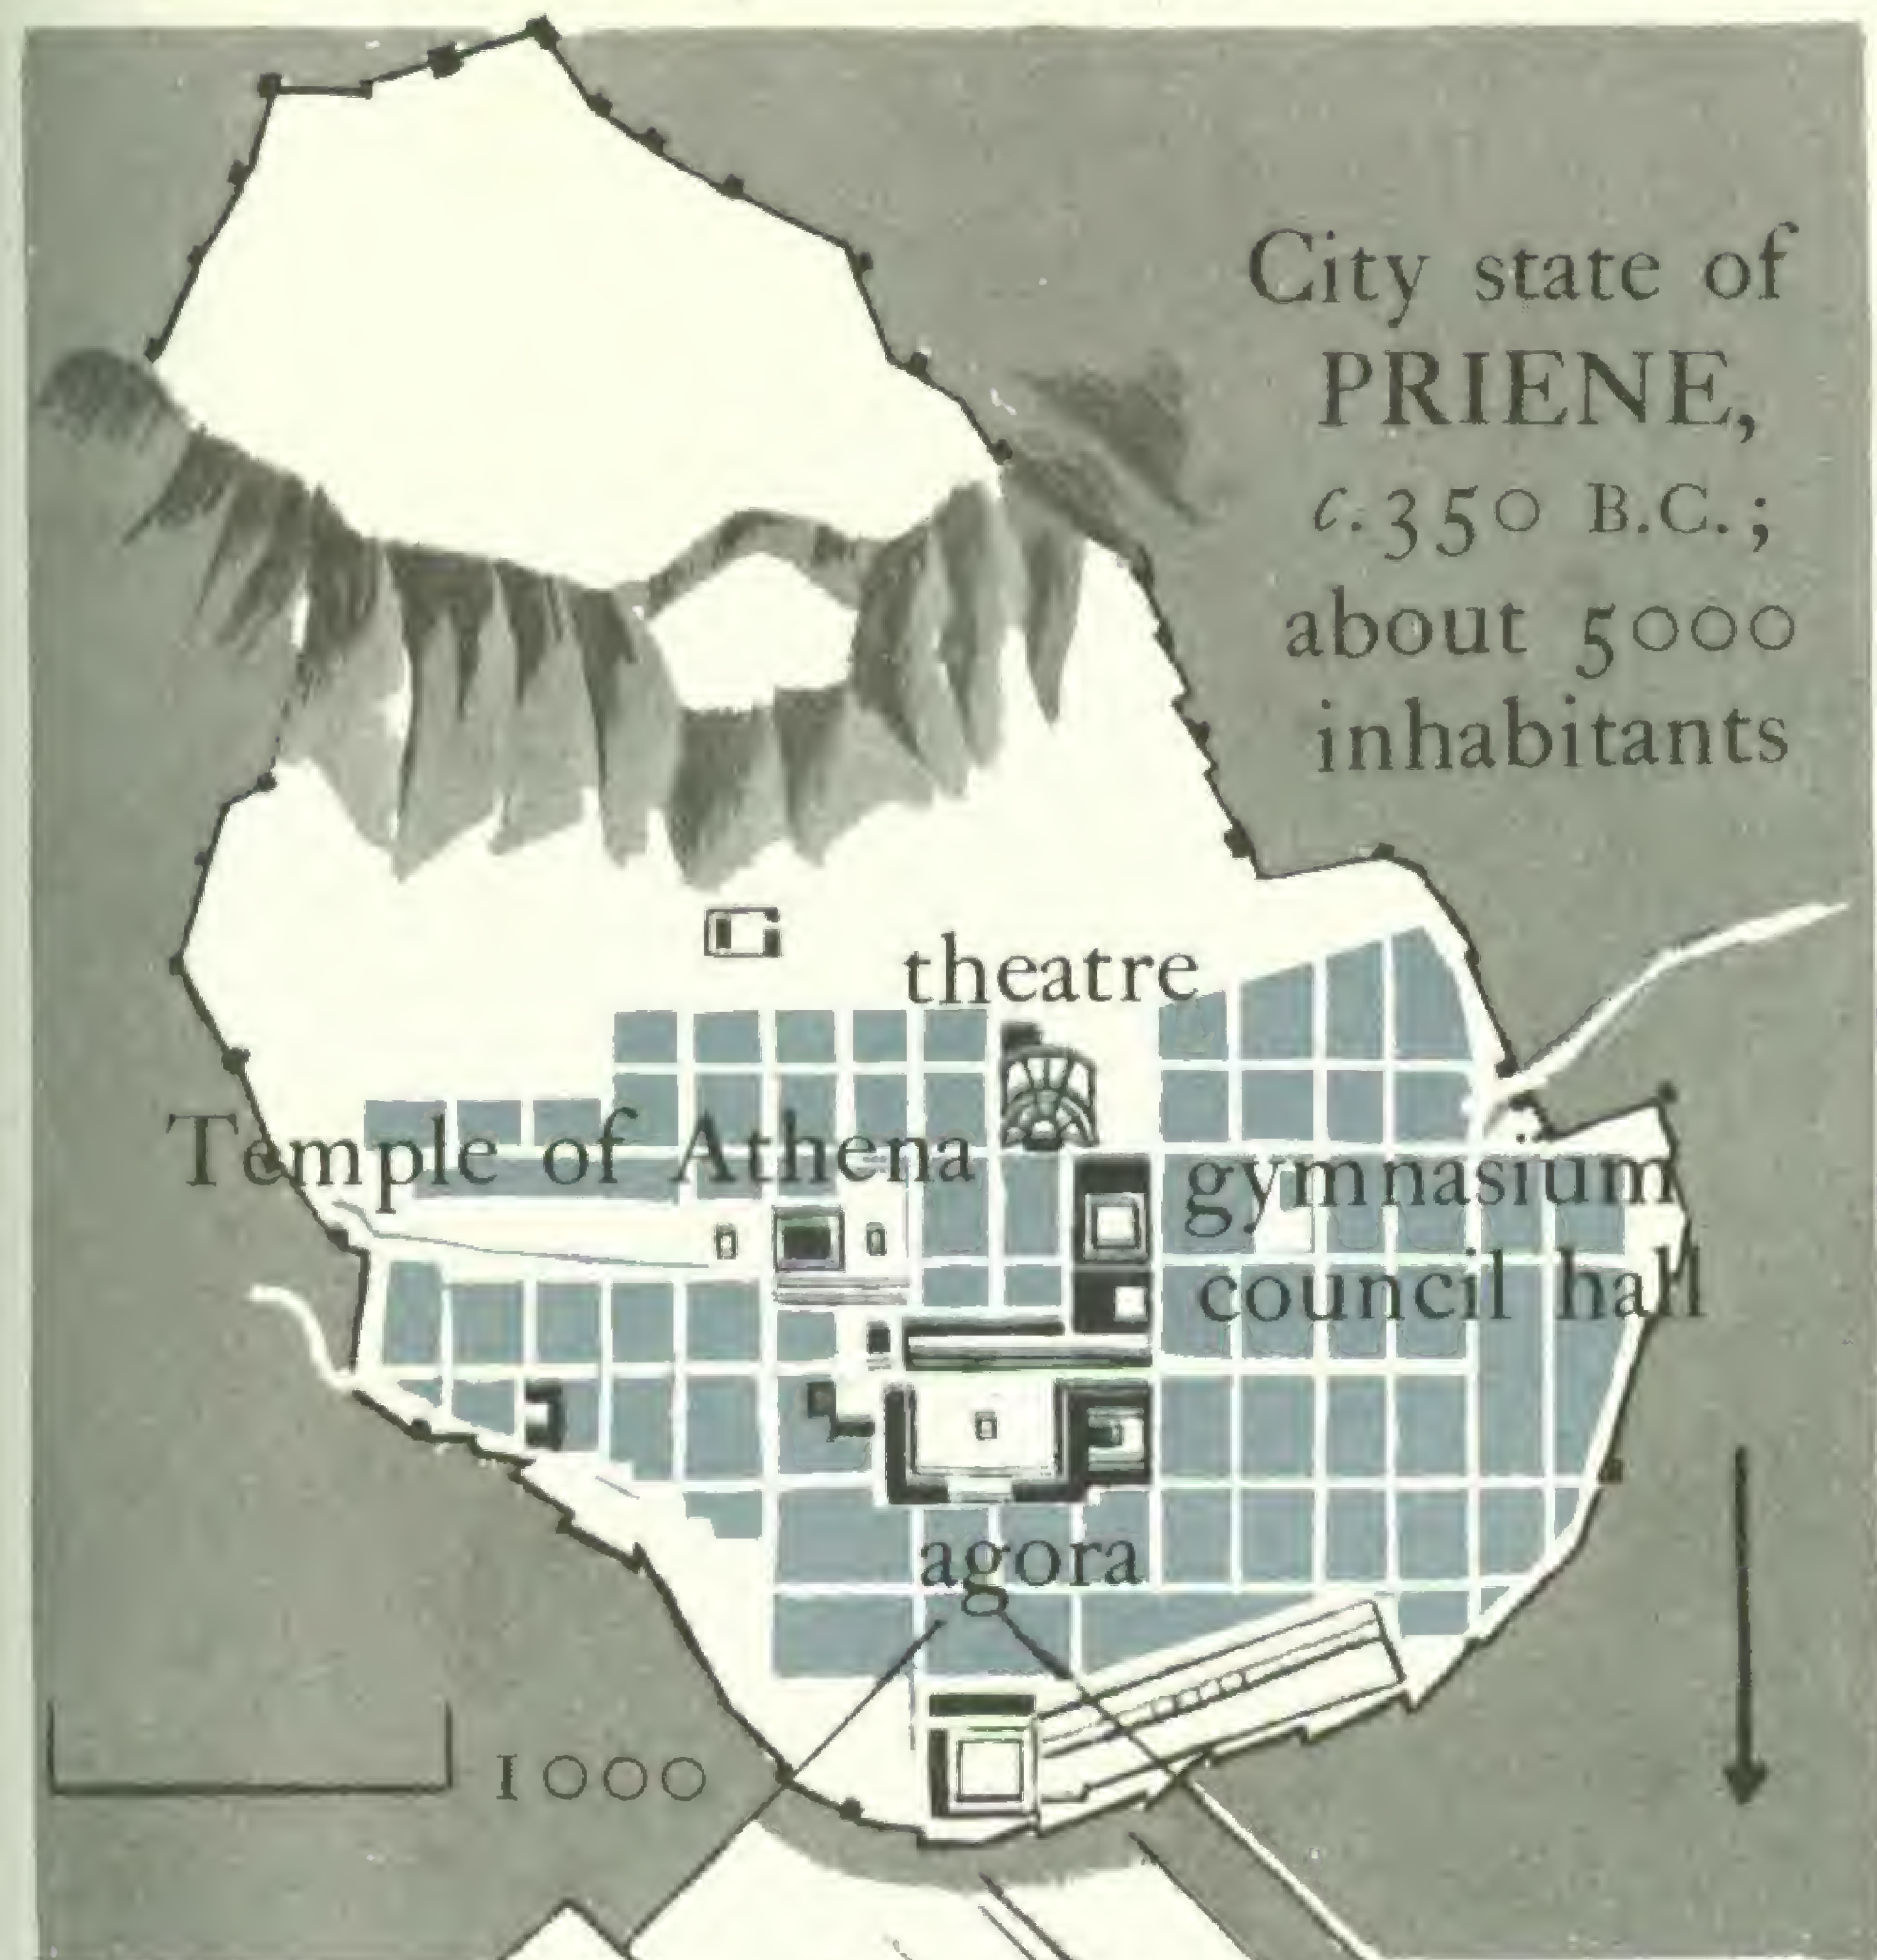 City state of
PRIENE,
c.350 B.C.;
about 5000
inhabitants
theatre
Temple of Athena
gymnasium
council hall
agora
1000